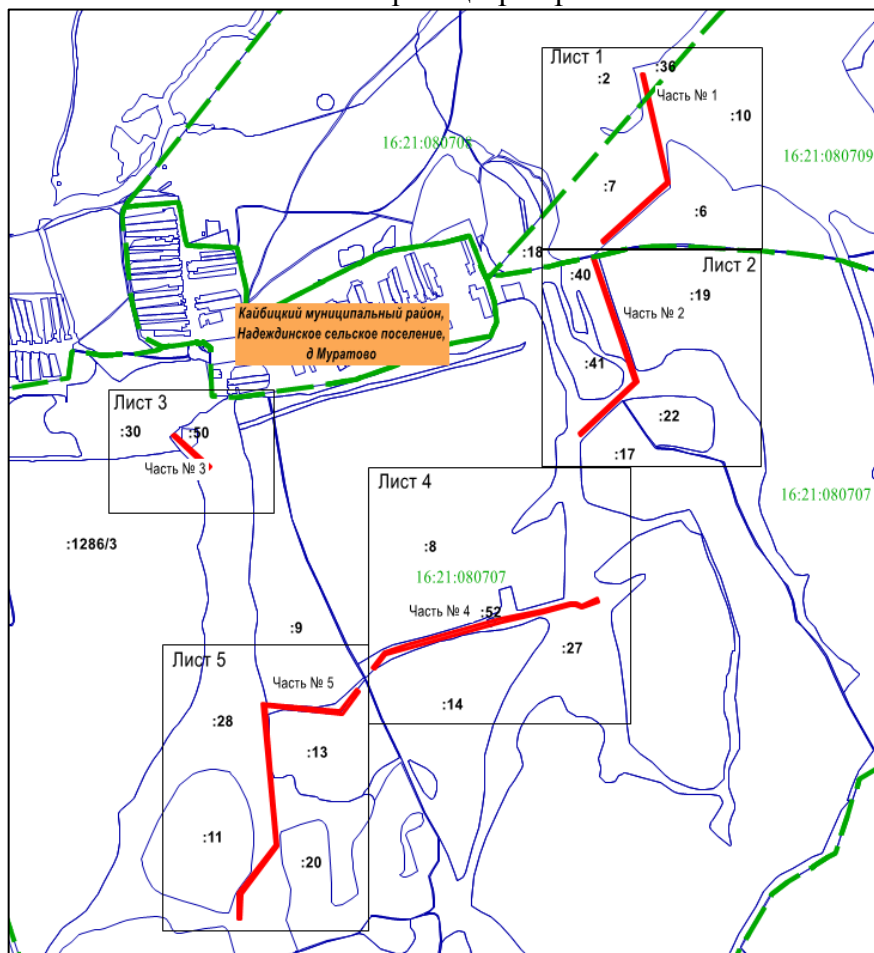 Лист 1
:36
:2
Часть № 1
:10
16:21:080708
16:21:080709
:7
:6
:18
Лист 2
:40
:19
Часть № 2
Кайбицкий муниципальный район,
Надеждинское сельское поселение,
д Муратово
:41
Лист 3
:22
:30
:50
:17
Часть № 3
Лист 4
16:21:080707
:1286/3
:8
16:21:080707
Часть № 4
:52
:9
:27
Лист 5
Часть № 5
:14
:28
:13
:11
:20